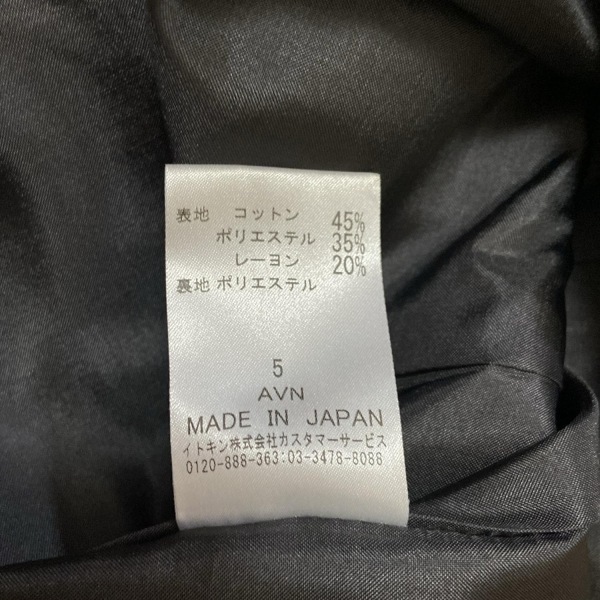 表地 コットン 45%
ポリエステル 35%
レーヨン 20%
裏地 ポリエステル
5
AVN
MADE IN JAPAN
イトキン株式会社カスタマーサービス
0120-888-363:03-3478-8088